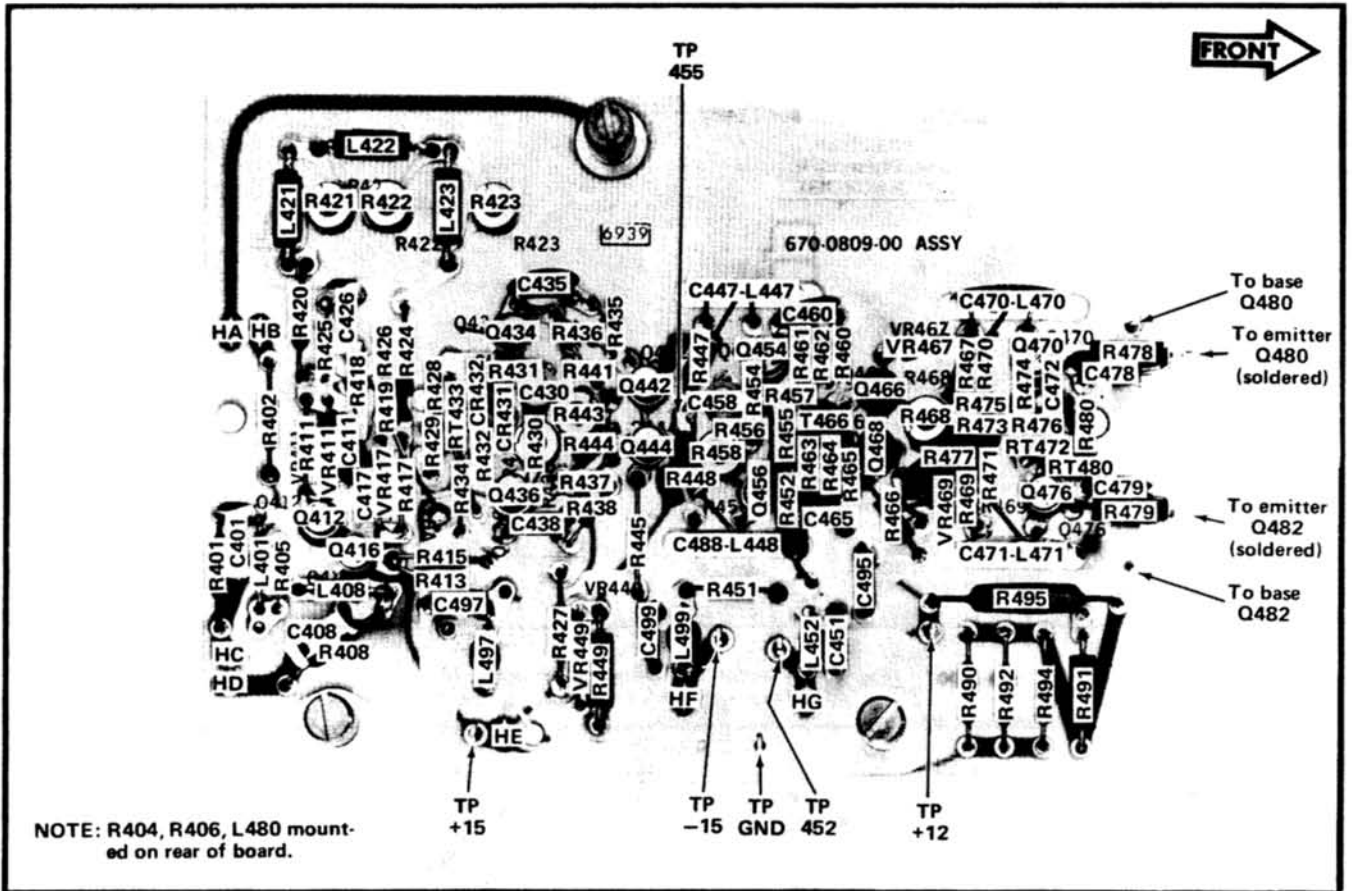 FRONT
TP
455
L422
L421
R421
R422
L423
R423
R422
R423
6939
670-0809-00 ASSY
To base
Q480
To emitter
Q480
(soldered)
To emitter
Q482
(soldered)
To base
Q482
HA
HB
R420
R425
C426
R418
R426
R424
R402
VR411
VR411
C411
C417
R419
VR417
R417
R429
R428
RT433
R434
R432
CR432
CR431
C435
Q434
R436
R435
R431
R441
C430
R443
R430
R444
Q436
R437
R438
C438
Q442
Q444
R445
C447-L447
R447
Q454
C460
R461
R462
R460
C458
R454
R457
R456
R458
R455
T466
R448
Q456
R452
R463
R464
R465
C465
C488-L448
VR467
VR467
R467
R470
C470-L470
Q470
R478
C478
R468
Q466
R468
R474
C472
R475
R473
R476
R480
Q468
R477
RT472
R471
RT480
C479
Q476
R479
Q476
R466
VR469
R469
C471-L471
R401
C401
L401
R405
Q412
Q412
Q416
R415
R413
L408
C497
C408
R408
HC
HD
L497
R427
VR449
VR449
R449
C499
L499
R451
L452
C451
C495
R495
R490
R492
R494
R491
HE
HF
HG
TP
+15
TP
-15
TP
GND
TP
452
TP
+12
NOTE: R404, R406, L480 mount-
ed on rear of board.